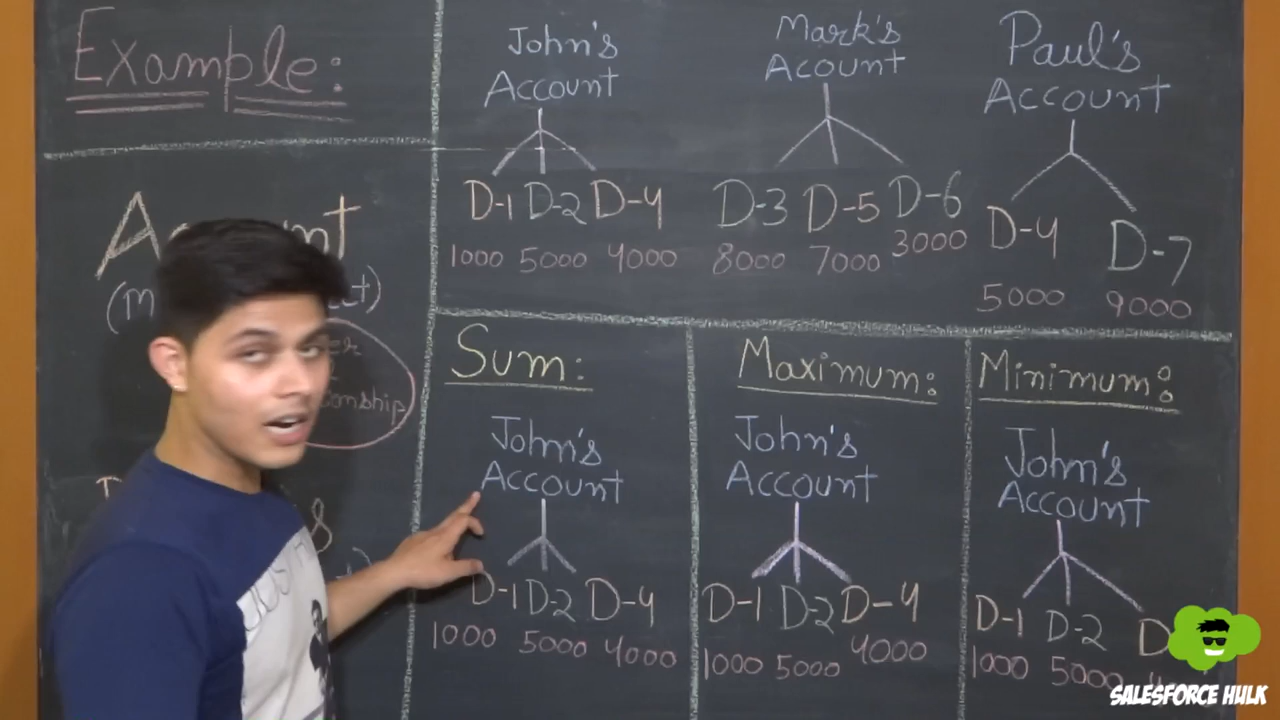 Example:
John's
Account
D-1 D-2 D-4
1000 5000 4000
Mark's
Acount
D-3 D-5 D-6
8000 7000 3000
Paul's
Account
D-4 D-7
5000 9000
Sum:
John's
Account
D-1 D-2 D-4
1000 5000 4000
Maximum:
John's
Account
D-1 D-2 D-4
1000 5000 4000
Minimum:
John's
Account
D-1 D-2 D
1000 5000
SALESFORCE HULK